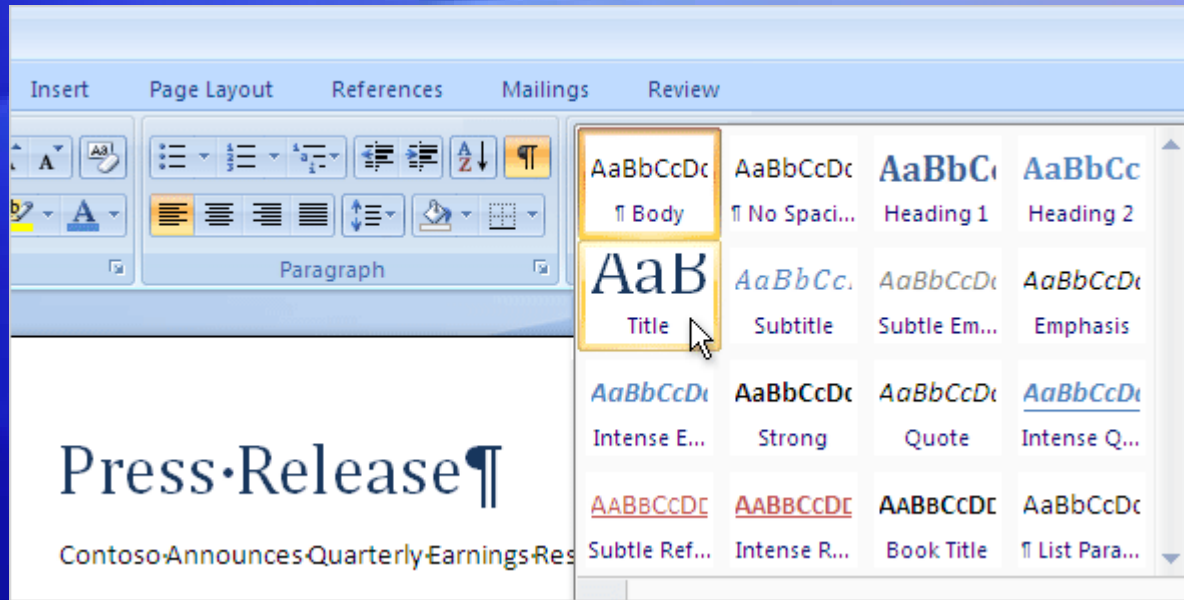 Insert Page Layout References Mailings Review
AaBbCcDc AaBbCcDc AaBbC AaBbCc
¶ Body ¶ No Spaci... Heading 1 Heading 2
AaB AaBbCc. AaBbCcDc AaBbCcDc
Title Subtitle Subtle Em... Emphasis
AaBbCcDc AaBbCcDc AaBbCcDc AaBbCcDc
Intense E... Strong Quote Intense Q...
AABBCCDD AABBCCDD AABBCCDD AaBbCcDc
Subtle Ref... Intense R... Book Title ¶ List Para...
Paragraph
Press·Release¶
Contoso·Announces·Quarterly·Earnings·Res